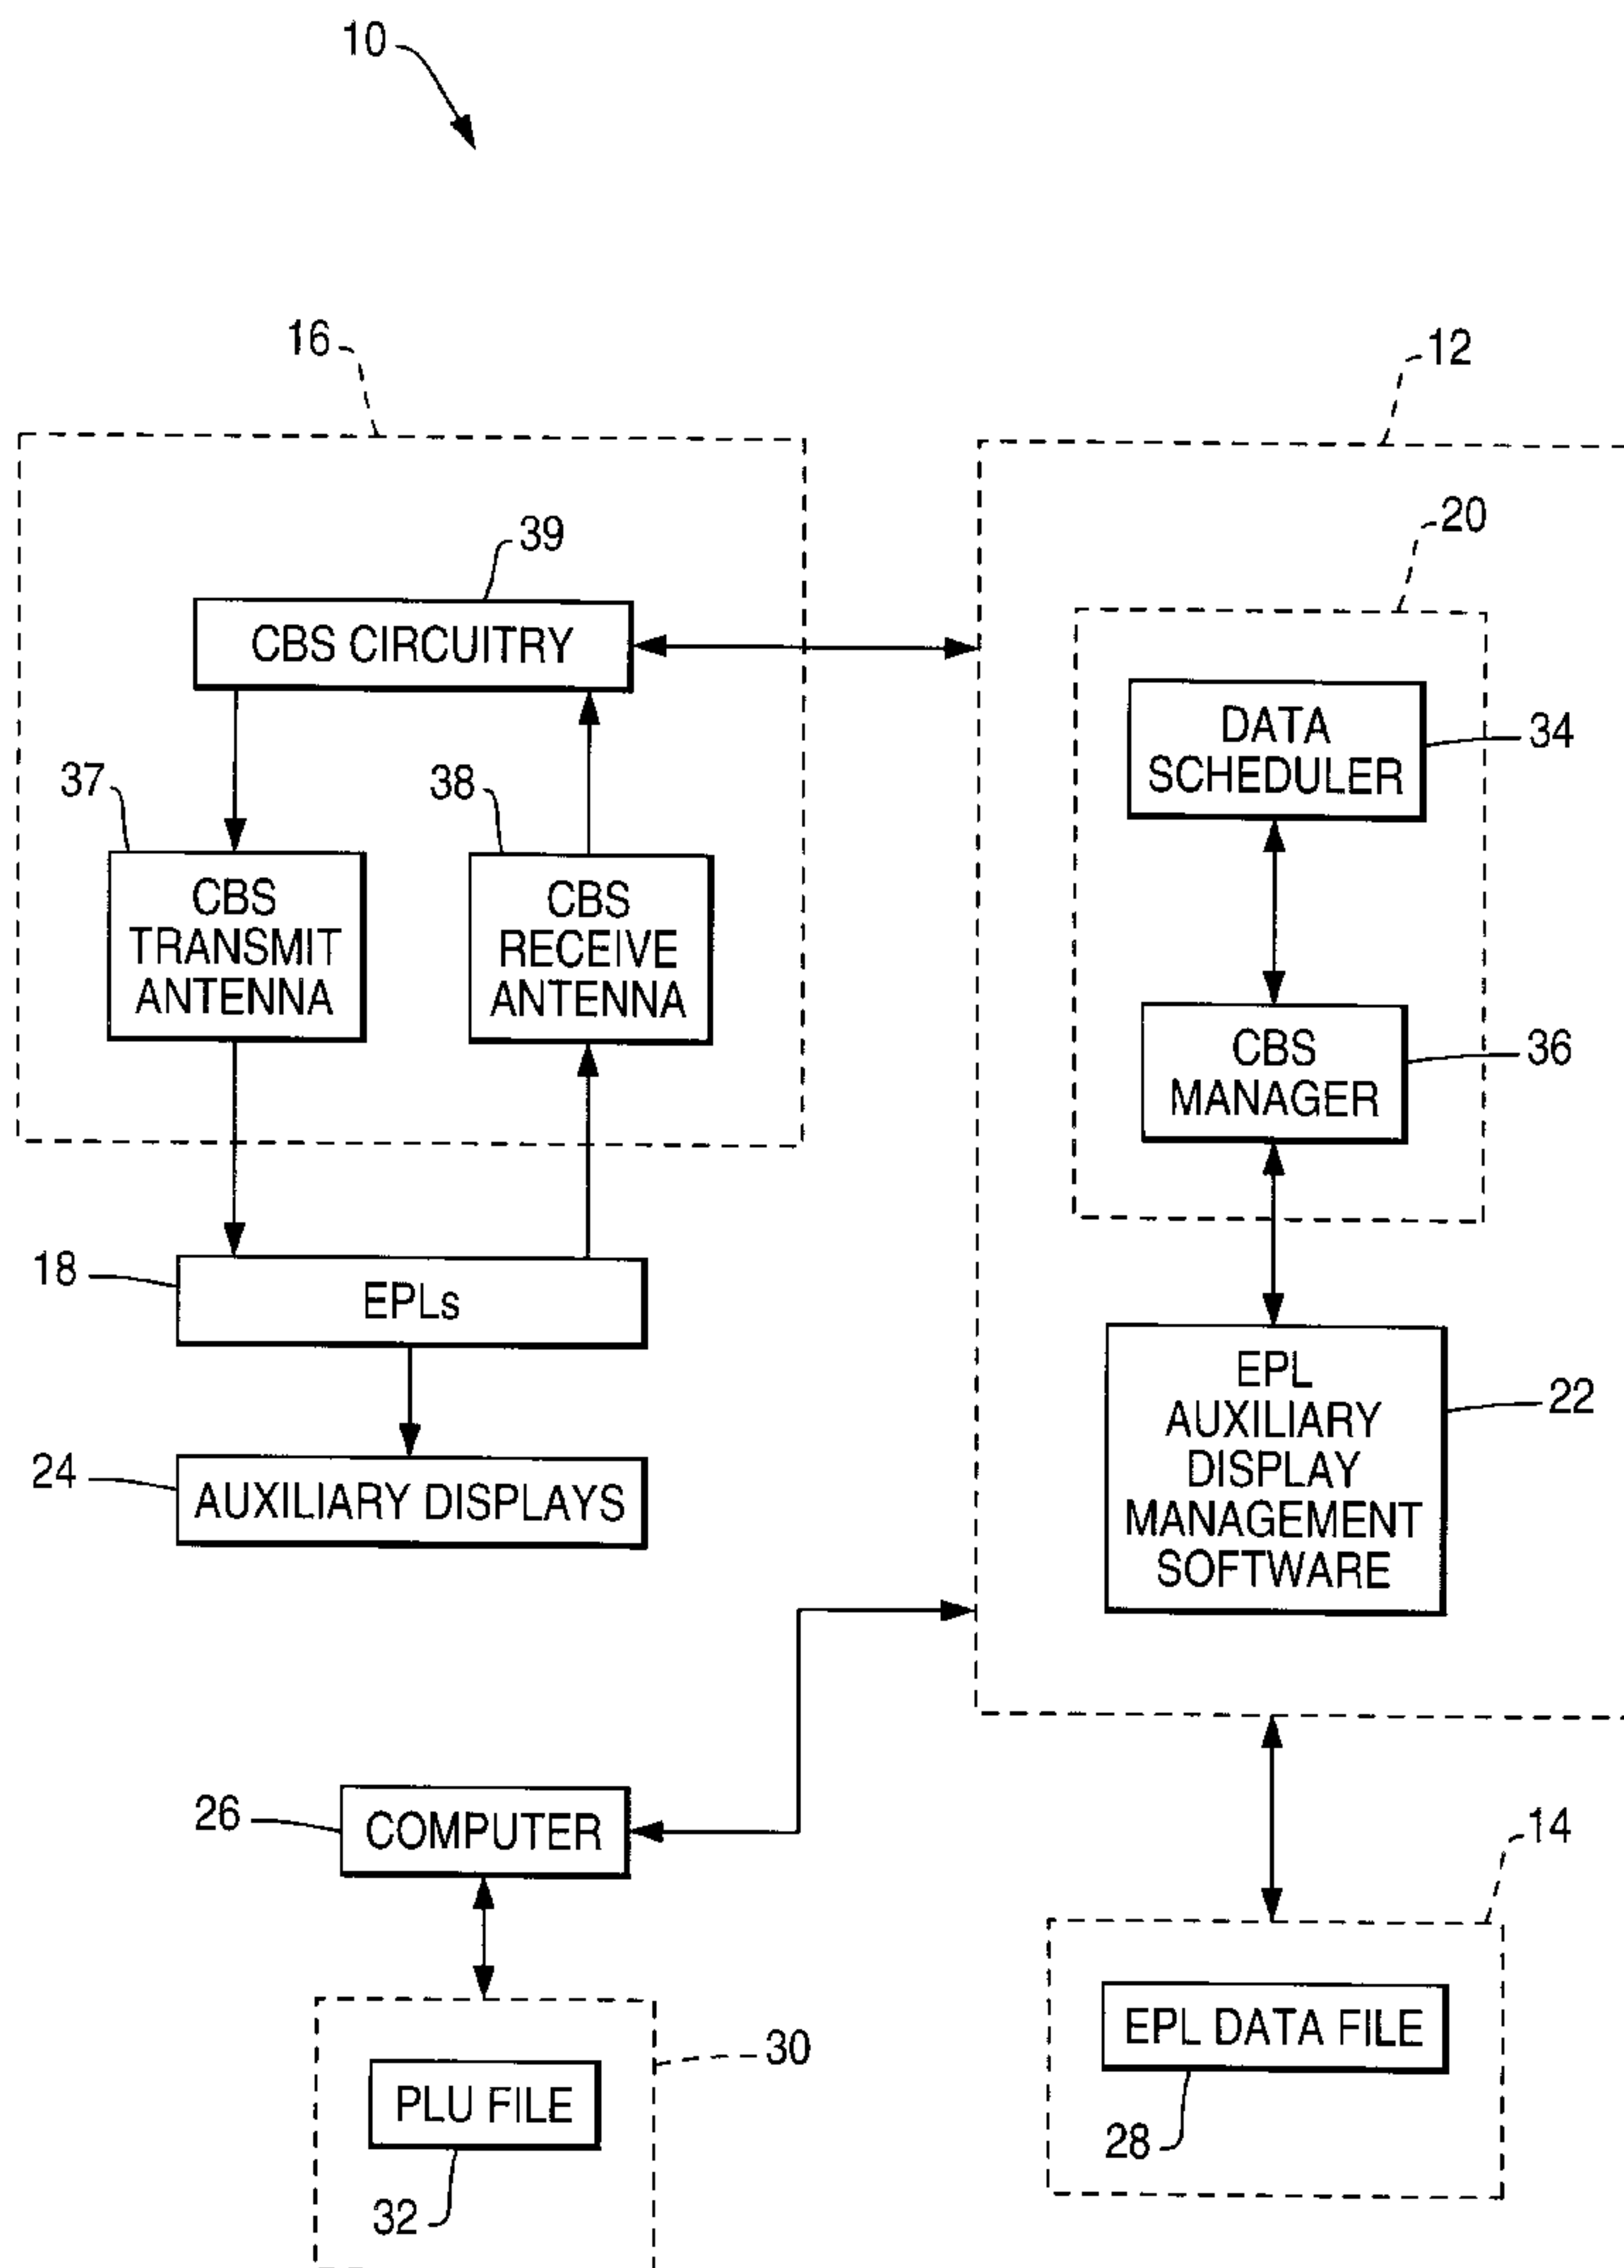 10
16
12
20
39
CBS CIRCUITRY
DATA
SCHEDULER
34
37
38
CBS
TRANSMIT
ANTENNA
CBS
RECEIVE
ANTENNA
CBS
MANAGER
36
18
EPLs
EPL
AUXILIARY
DISPLAY
MANAGEMENT
SOFTWARE
22
24
AUXILIARY DISPLAYS
26
COMPUTER
14
EPL DATA FILE
28
30
PLU FILE
32